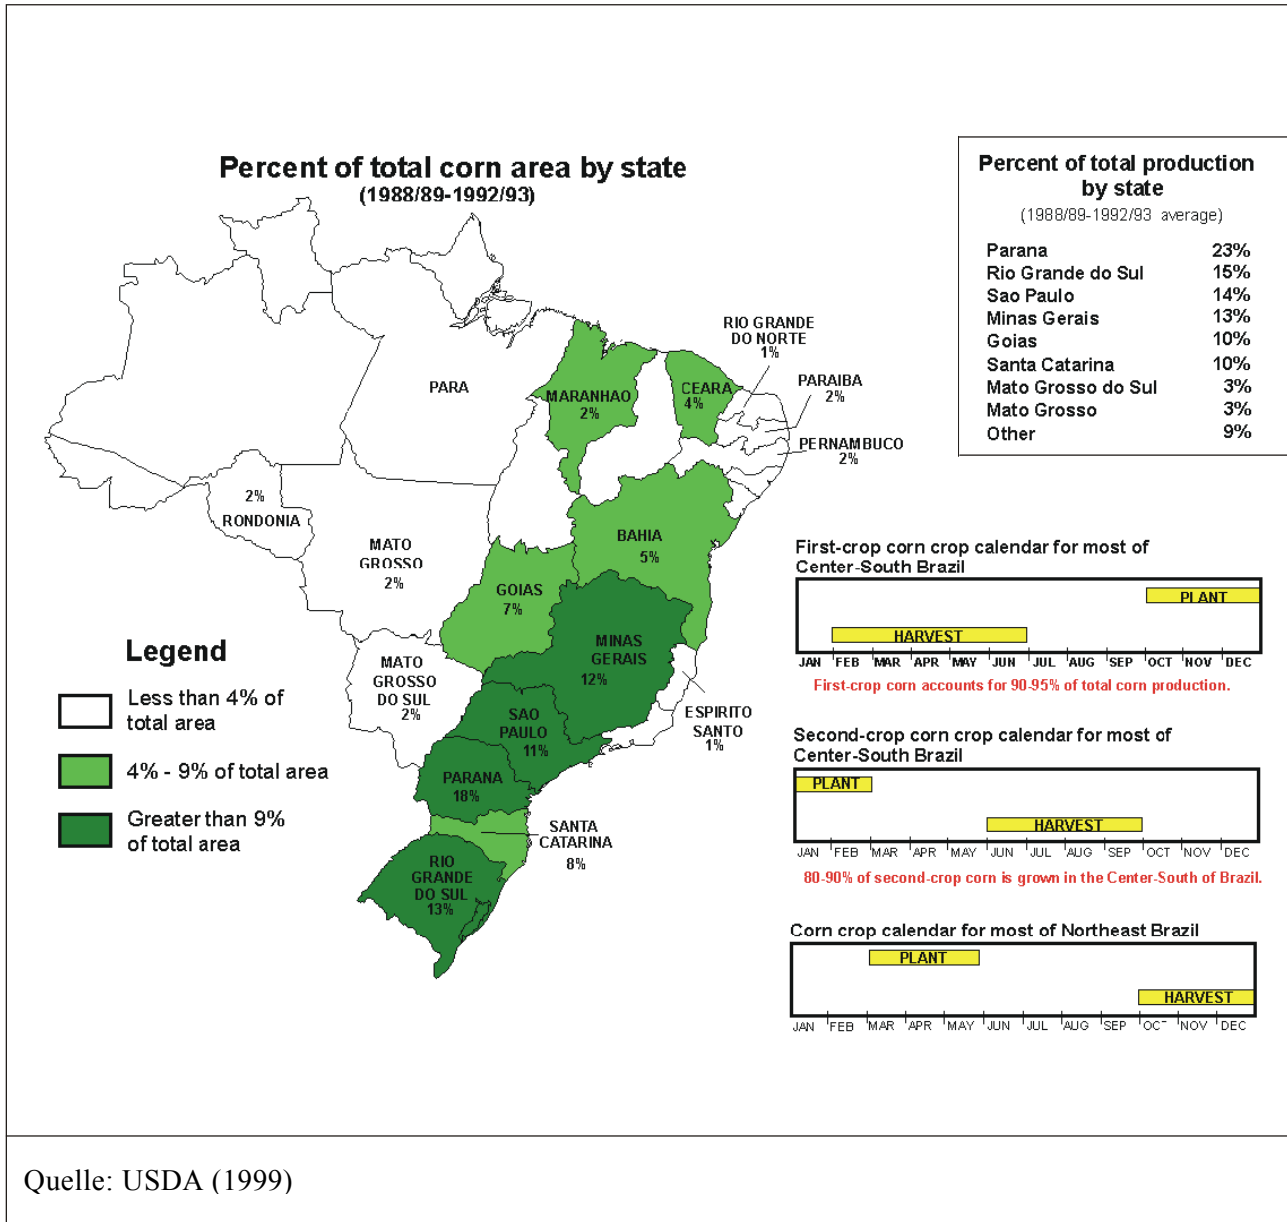 Percent of total corn area by state
(1988/89-1992/93)
Percent of total production
by state
(1988/89-1992/93 average)
Parana 23%
Rio Grande do Sul 15%
Sao Paulo 14%
Minas Gerais 13%
Goias 10%
Santa Catarina 10%
Mato Grosso do Sul 3%
Mato Grosso 3%
Other 9%
RIO GRANDE
DO NORTE
1%
PARAIBA
2%
PERNAMBUCO
2%
PARA
MARANHAO
2%
CEARA
4%
2%
RONDONIA
MATO
GROSSO
2%
BAHIA
5%
GOIAS
7%
MINAS
GERAIS
12%
MATO
GROSSO
DO SUL
2%
SAO
PAULO
11%
ESPIRITO
SANTO
1%
PARANA
18%
SANTA
CATARINA
8%
RIO
GRANDE
DO SUL
13%
Legend
Less than 4% of
total area
4% - 9% of total area
Greater than 9%
of total area
First-crop corn crop calendar for most of
Center-South Brazil
PLANT
HARVEST
JAN FEB MAR APR MAY JUN JUL AUG SEP OCT NOV DEC
First-crop corn accounts for 90-95% of total corn production.
Second-crop corn crop calendar for most of
Center-South Brazil
PLANT
HARVEST
JAN FEB MAR APR MAY JUN JUL AUG SEP OCT NOV DEC
80-90% of second-crop corn is grown in the Center-South of Brazil.
Corn crop calendar for most of Northeast Brazil
PLANT
HARVEST
JAN FEB MAR APR MAY JUN JUL AUG SEP OCT NOV DEC
Quelle: USDA (1999)